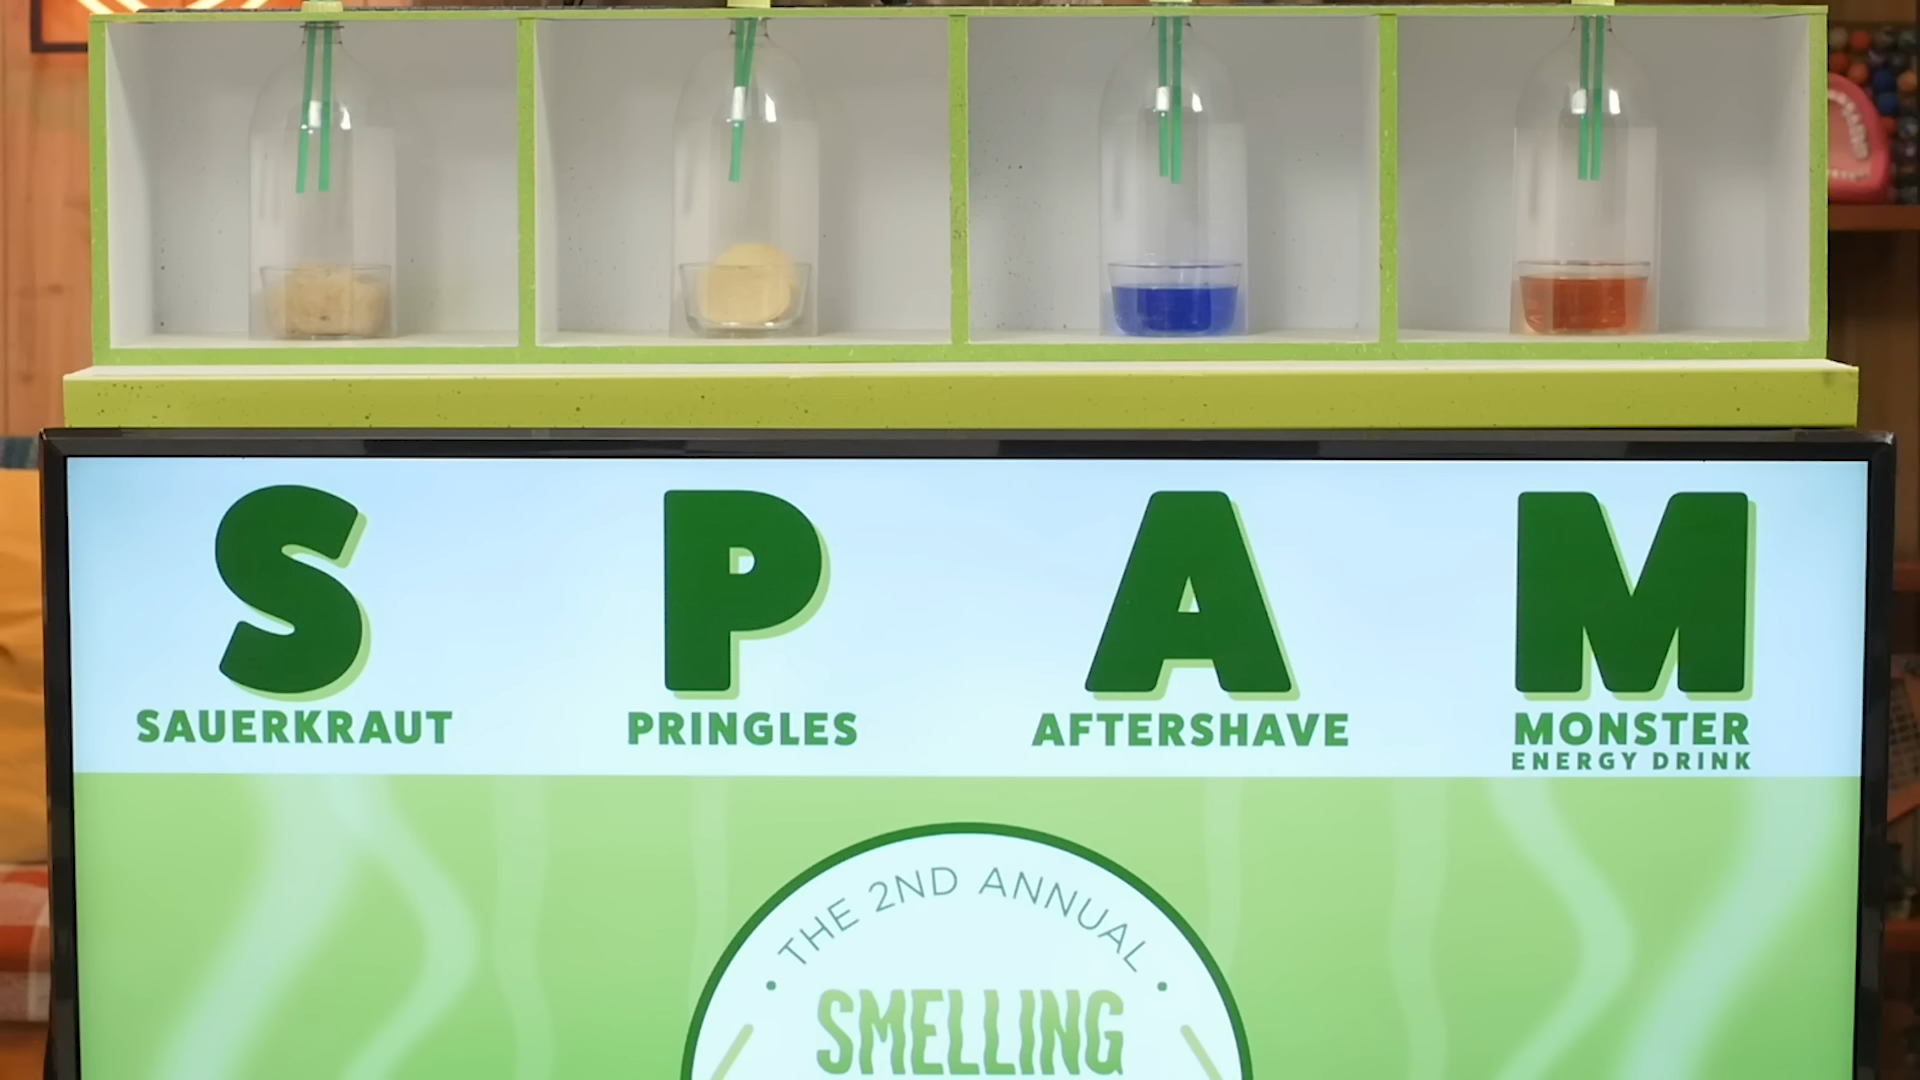 S P A M
SAUERKRAUT PRINGLES AFTERSHAVE MONSTER
ENERGY DRINK
THE 2ND ANNUAL
SMELLING